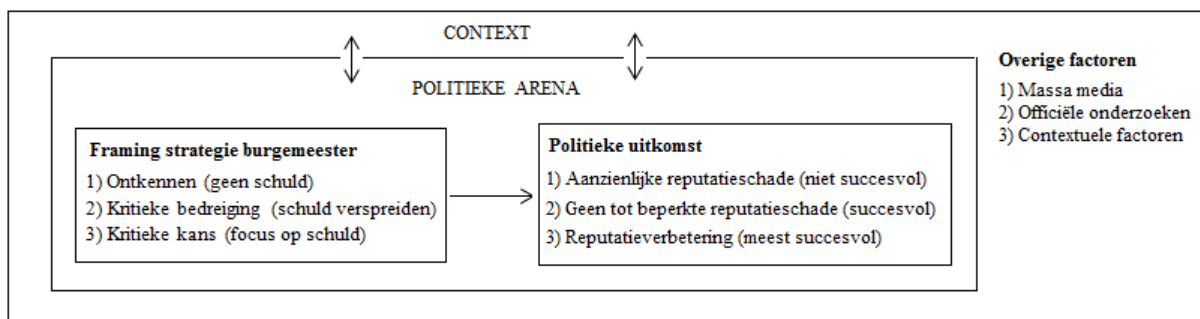 CONTEXT
POLITIEKE ARENA
Framing strategie burgemeester
1) Ontkennen (geen schuld)
2) Kritieke bedreiging (schuld verspreiden)
3) Kritieke kans (focus op schuld)
Politieke uitkomst
1) Aanzienlijke reputatieschade (niet succesvol)
2) Geen tot beperkte reputatieschade (succesvol)
3) Reputatieverbetering (meest succesvol)
Overige factoren
1) Massa media
2) Officiële onderzoeken
3) Contextuele factoren